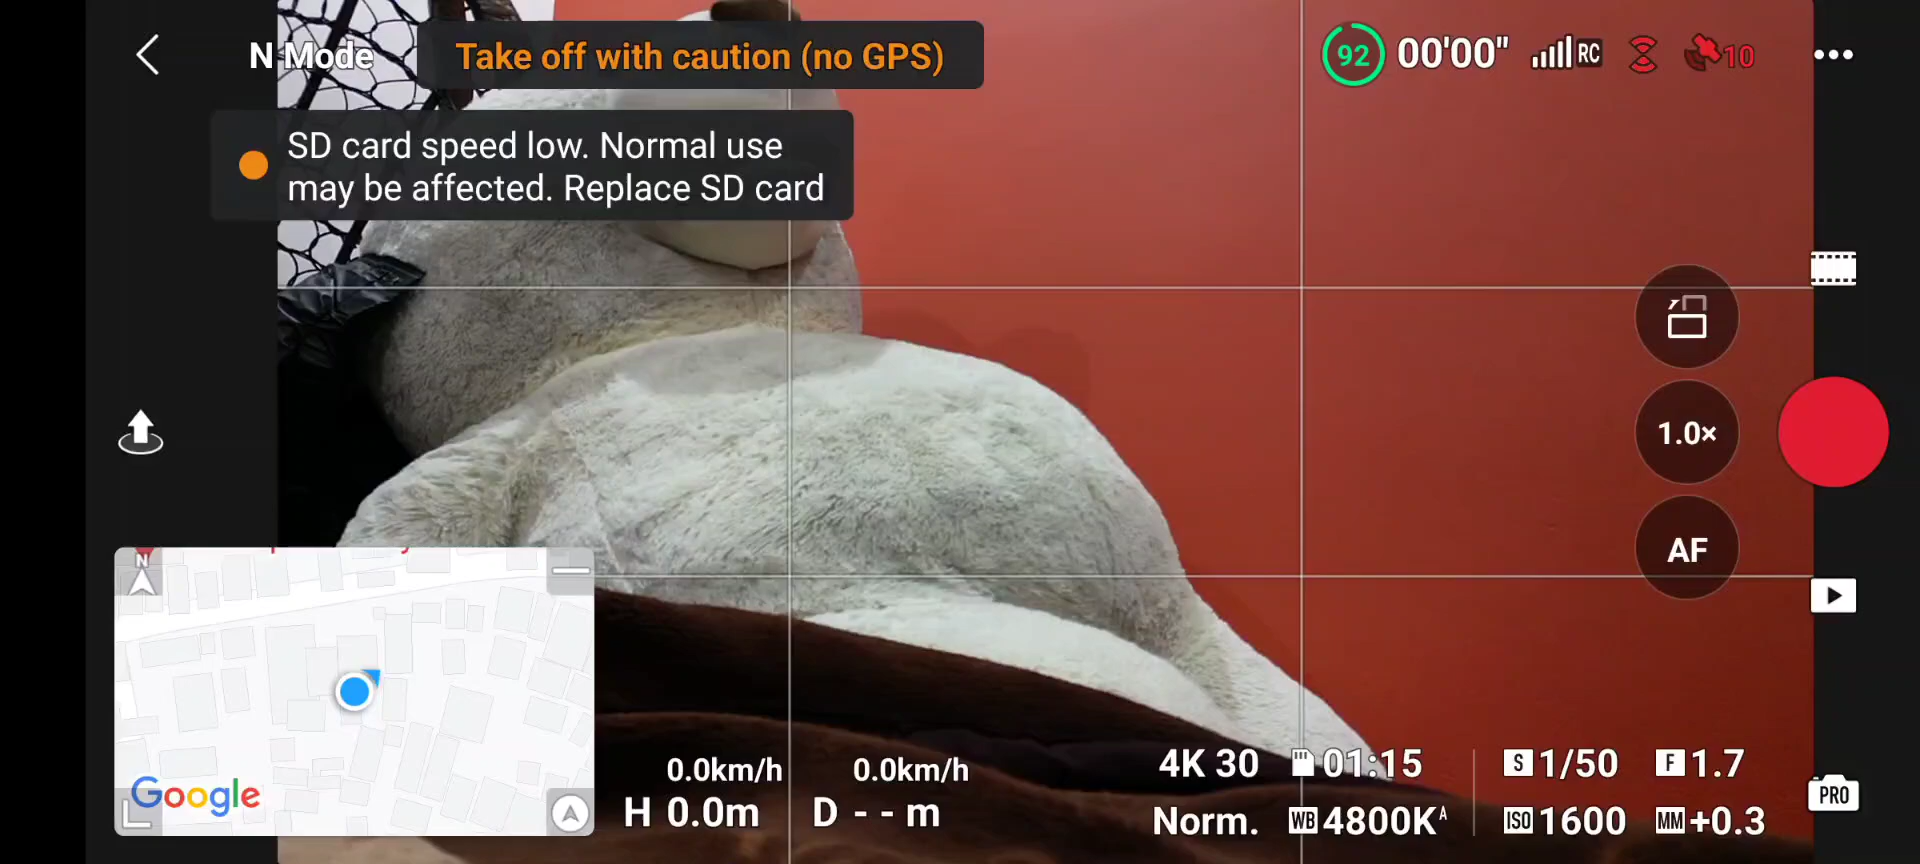 N Mode
Take off with caution (no GPS)
92
00'00"
RC
10
SD card speed low. Normal use
may be affected. Replace SD card
1.0×
AF
N
Google
0.0km/h
0.0km/h
H 0.0m
D - - m
4K 30
01:15
S 1/50
F 1.7
Norm.
WB 4800K A
ISO 1600
MM +0.3
PRO